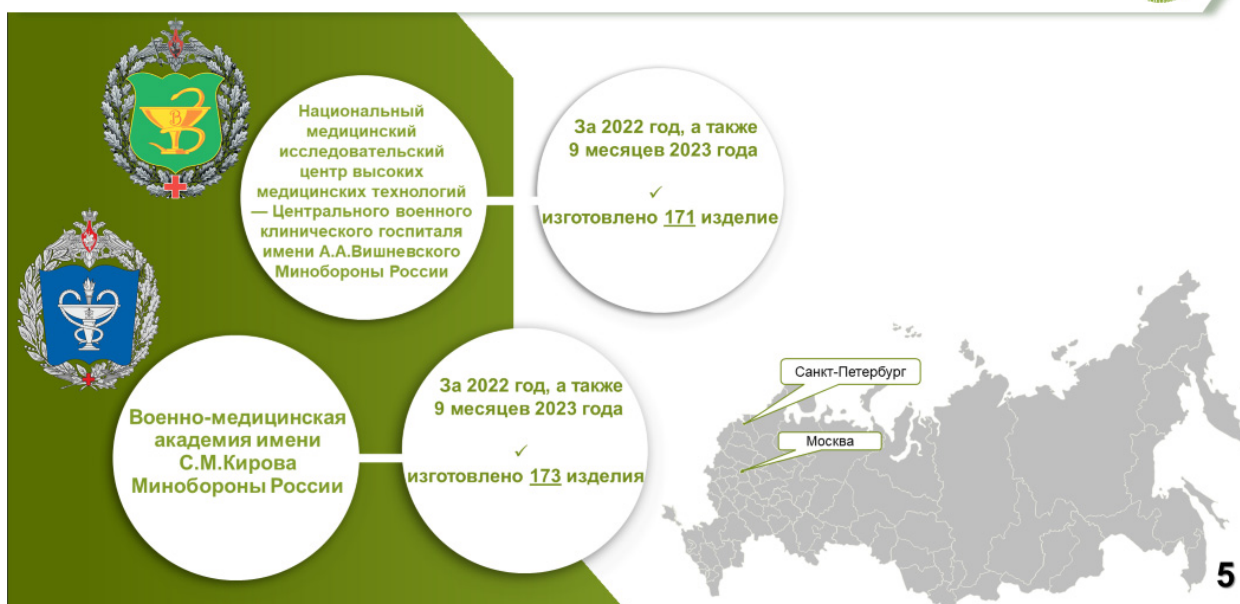 Национальный
медицинский
исследовательский
центр высоких
медицинских технологий
— Центрального военного
клинического госпиталя
имени А.А.Вишневского
Минобороны России
За 2022 год, а также
9 месяцев 2023 года
✓
изготовлено 171 изделие
Военно-медицинская
академия имени
С.М.Кирова
Минобороны России
За 2022 год, а также
9 месяцев 2023 года
✓
изготовлено 173 изделия
Санкт-Петербург
Москва
5